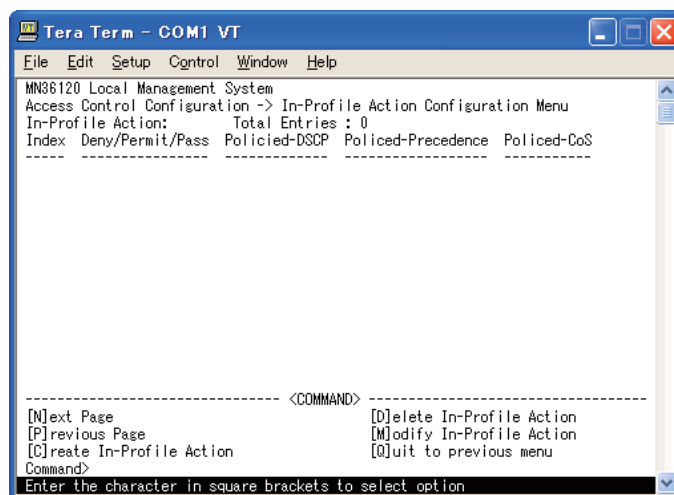 Tera Term - COM1 VT
File Edit Setup Control Window Help
MN36120 Local Management System
Access Control Configuration -> In-Profile Action Configuration Menu
In-Profile Action: Total Entries : 0
Index Deny/Permit/Pass Policied-DSCP Policed-Precedence Policed-CoS
----- ---------------- ------------- ------------------ -----------
-------------------------------- <COMMAND> -----------------------------------
[N]ext Page [D]elete In-Profile Action
[P]revious Page [M]odify In-Profile Action
[C]reate In-Profile Action [Q]uit to previous menu
Command>
Enter the character in square brackets to select option